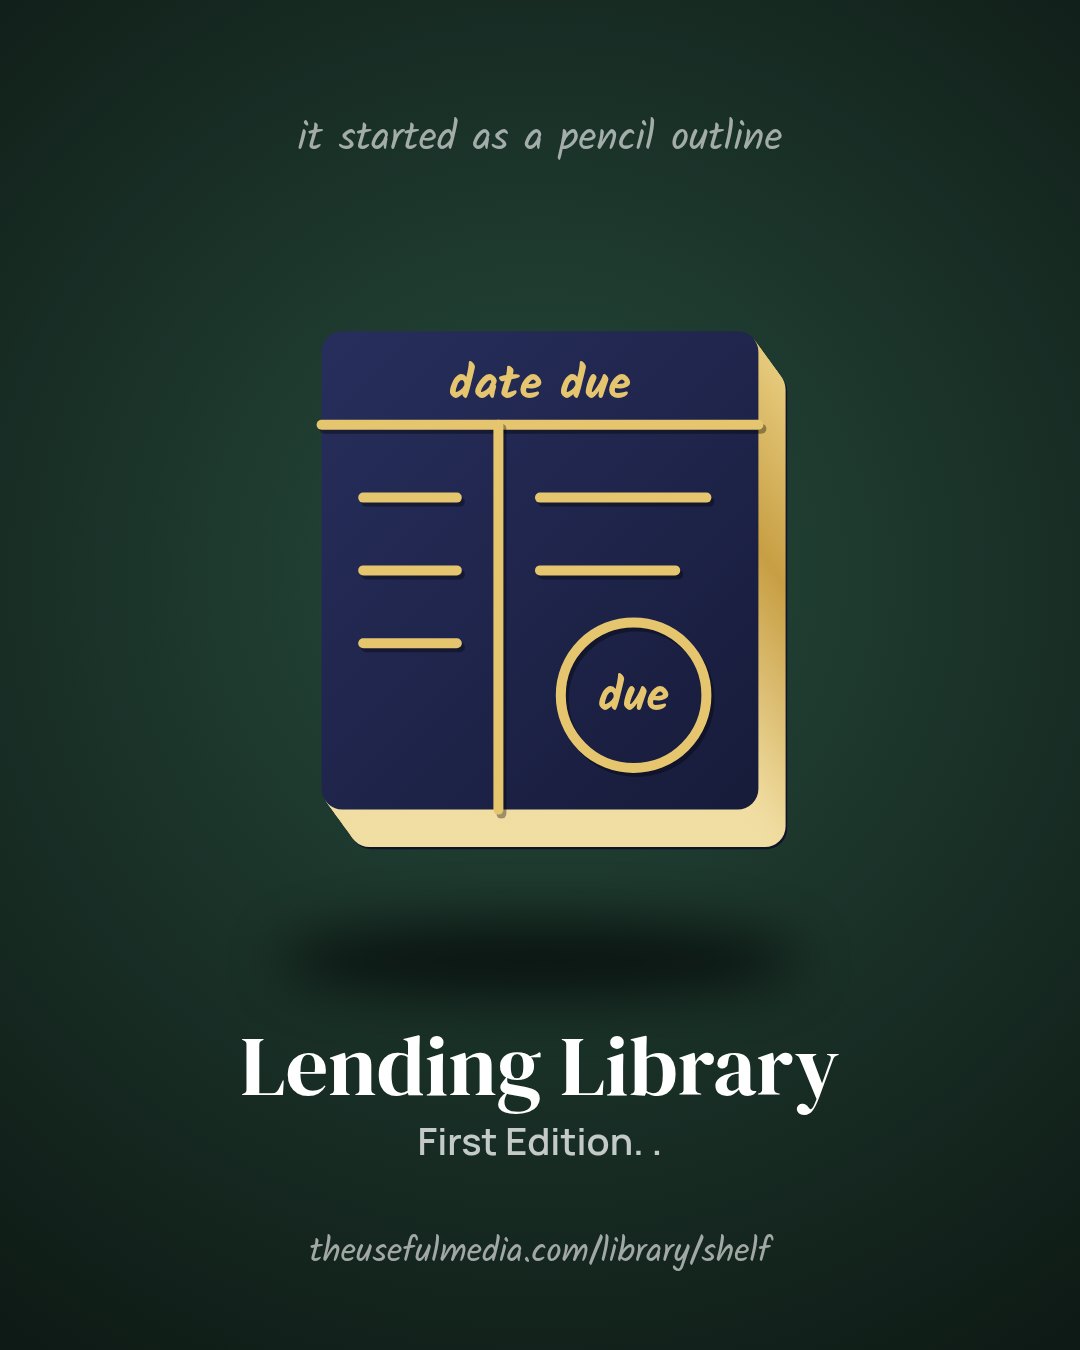 it started as a pencil outline
date due
due
Lending Library
First Edition. .
theusefulmedia.com/library/shelf